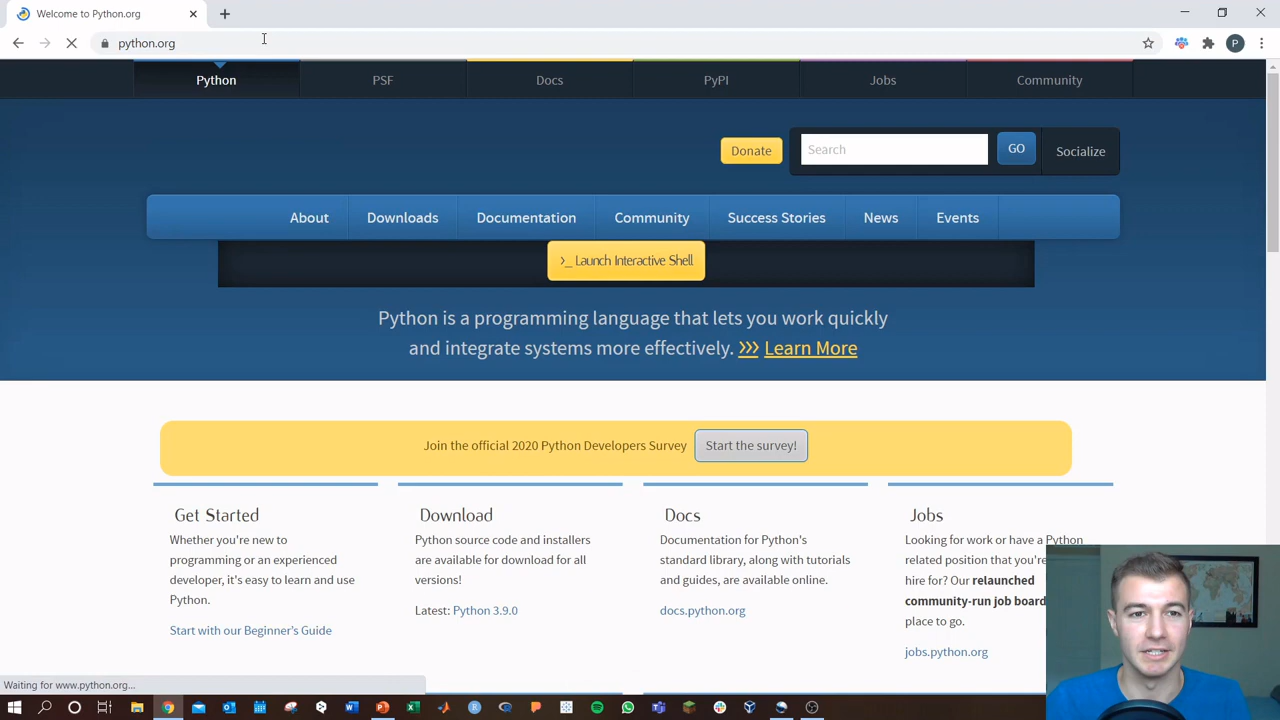 Welcome to Python.org
python.org
P
Python PSF Docs PyPI Jobs Community
Donate Search GO Socialize
About Downloads Documentation Community Success Stories News Events
>_ Launch Interactive Shell
Python is a programming language that lets you work quickly
and integrate systems more effectively. >>> Learn More
Join the official 2020 Python Developers Survey Start the survey!
Get Started
Whether you're new to
programming or an experienced
developer, it's easy to learn and use
Python.
Start with our Beginner's Guide
Download
Python source code and installers
are available for download for all
versions!
Latest: Python 3.9.0
Docs
Documentation for Python's
standard library, along with tutorials
and guides, are available online.
docs.python.org
Jobs
Looking for work or have a Python
related position that you're
hire for? Our relaunched
community-run job board
place to go.
jobs.python.org
Waiting for www.python.org...